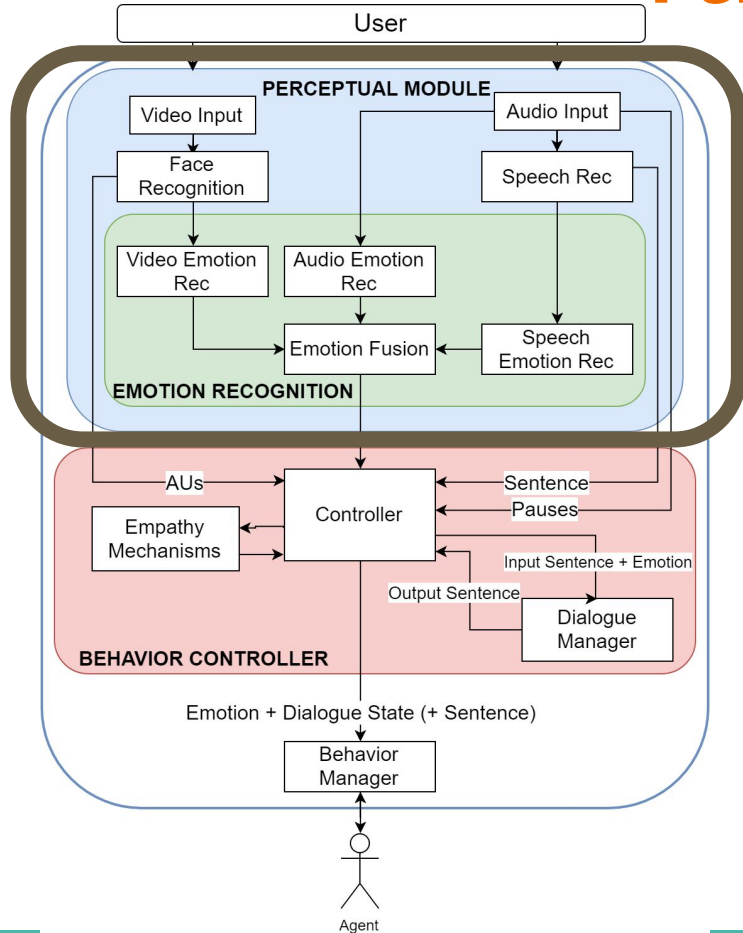 User
PERCEPTUAL MODULE
Video Input
Audio Input
Face
Recognition
Speech Rec
Video Emotion
Rec
Audio Emotion
Rec
Emotion Fusion
Speech
Emotion Rec
EMOTION RECOGNITION
AUs
Controller
Sentence
Pauses
Empathy
Mechanisms
Input Sentence + Emotion
Output Sentence
Dialogue
Manager
BEHAVIOR CONTROLLER
Emotion + Dialogue State (+ Sentence)
Behavior
Manager
Agent